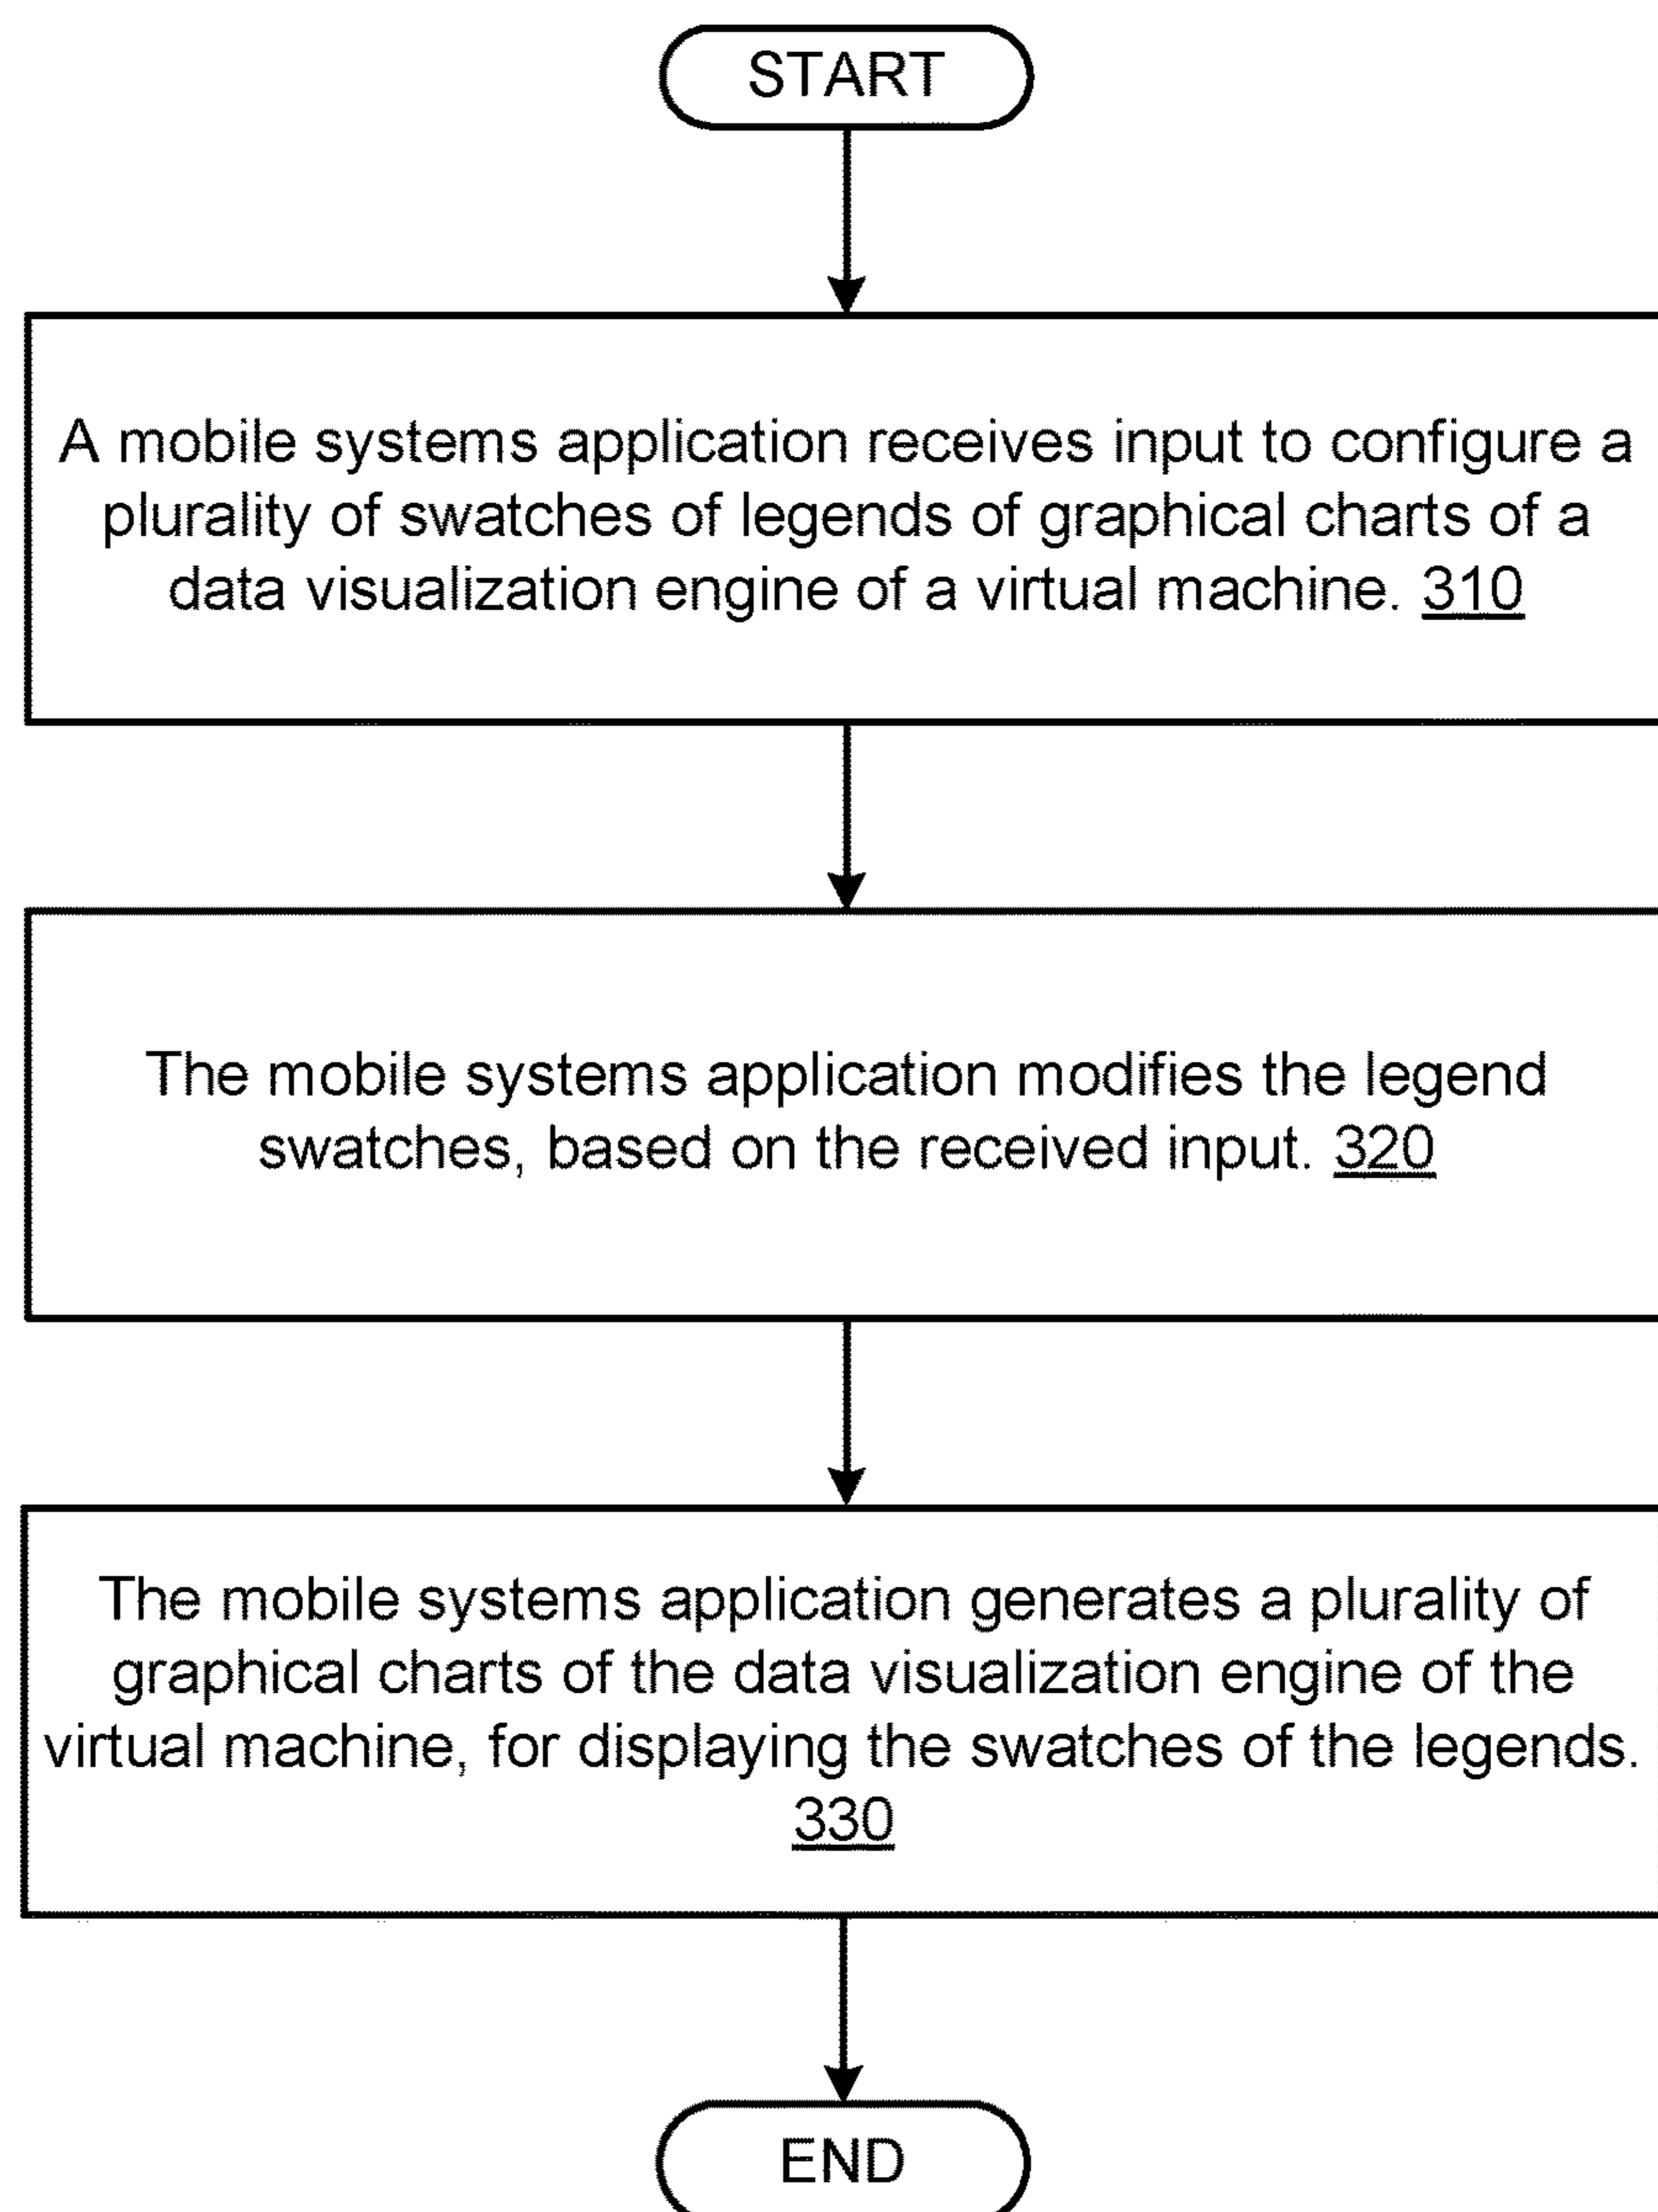 START
A mobile systems application receives input to configure a
plurality of swatches of legends of graphical charts of a
data visualization engine of a virtual machine. 310
The mobile systems application modifies the legend
swatches, based on the received input. 320
The mobile systems application generates a plurality of
graphical charts of the data visualization engine of the
virtual machine, for displaying the swatches of the legends.
330
END